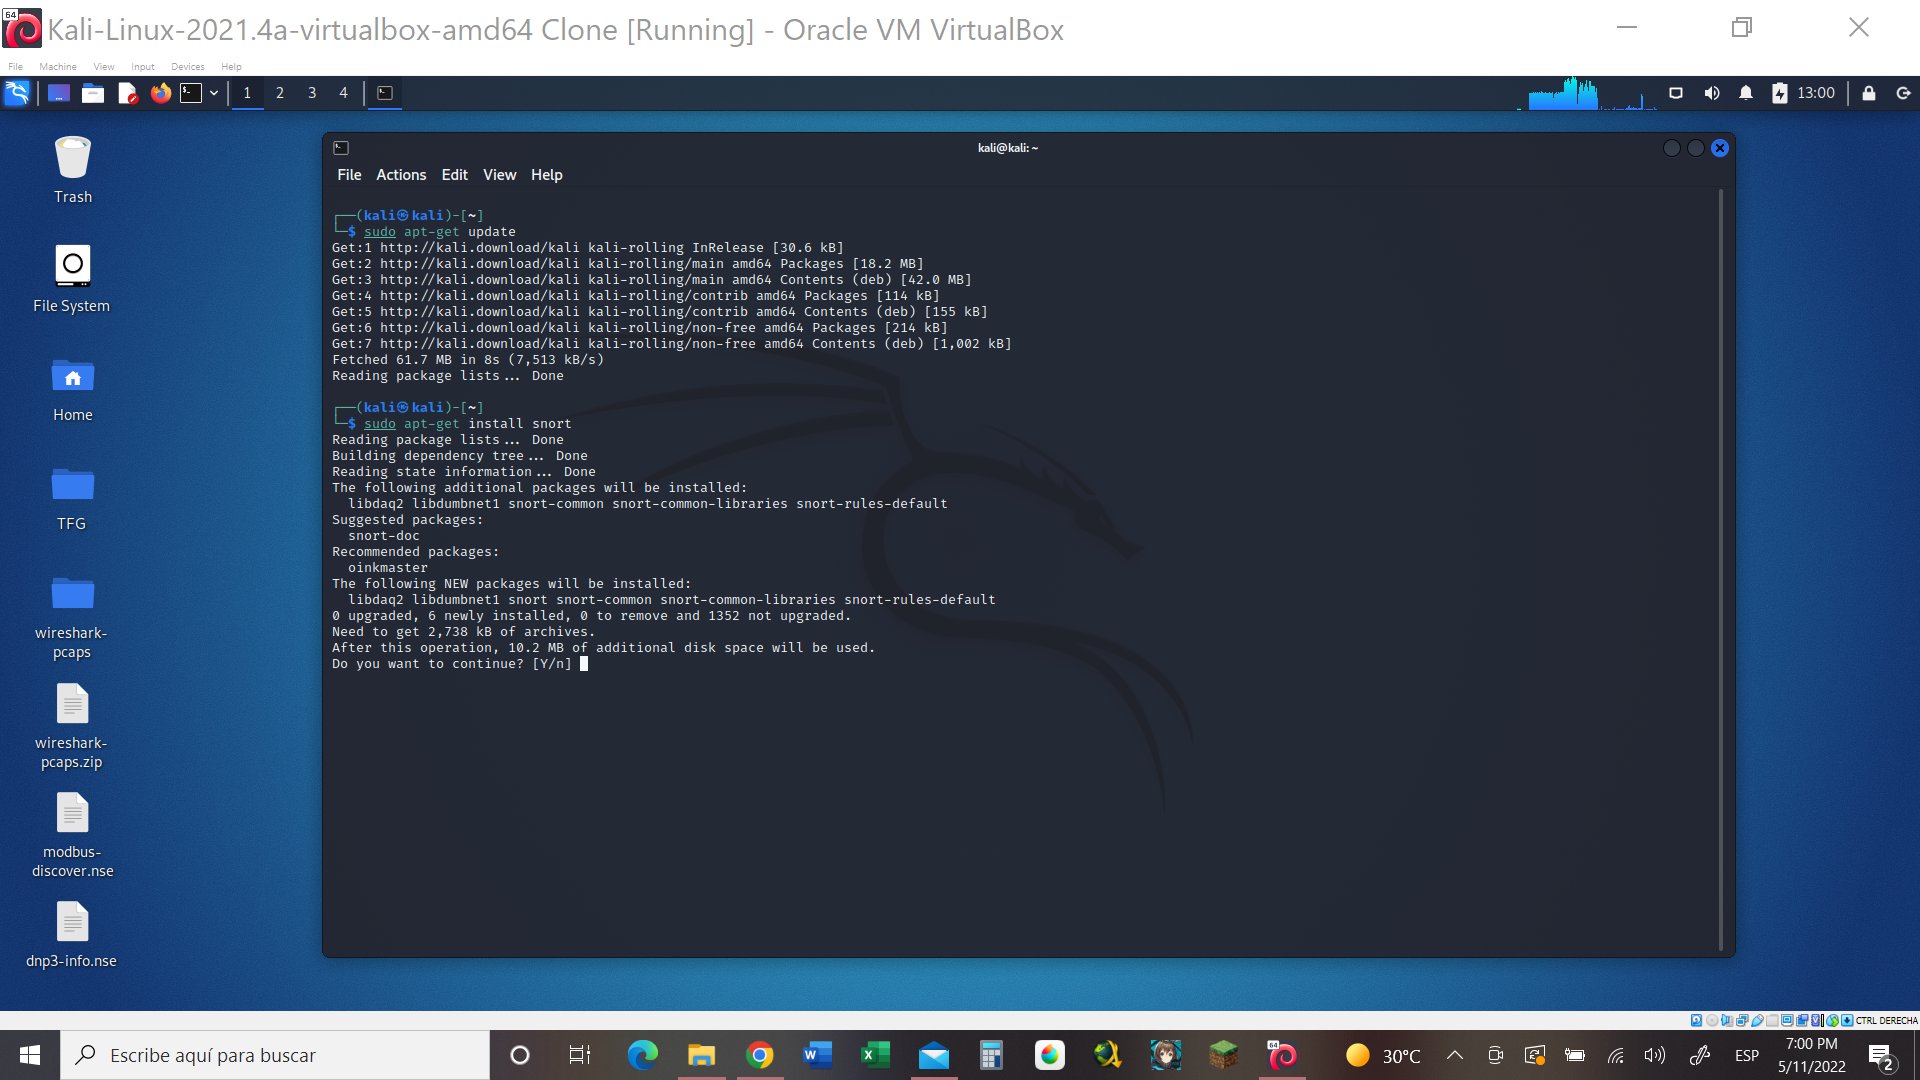 64
Kali-Linux-2021.4a-virtualbox-amd64 Clone [Running] - Oracle VM VirtualBox
File Machine View Input Devices Help
1 2 3 4
13:00
kali@kali: ~
File Actions Edit View Help
┌──(kali㉿kali)-[~]
└─$ sudo apt-get update
Get:1 http://kali.download/kali kali-rolling InRelease [30.6 kB]
Get:2 http://kali.download/kali kali-rolling/main amd64 Packages [18.2 MB]
Get:3 http://kali.download/kali kali-rolling/main amd64 Contents (deb) [42.0 MB]
Get:4 http://kali.download/kali kali-rolling/contrib amd64 Packages [114 kB]
Get:5 http://kali.download/kali kali-rolling/contrib amd64 Contents (deb) [155 kB]
Get:6 http://kali.download/kali kali-rolling/non-free amd64 Packages [214 kB]
Get:7 http://kali.download/kali kali-rolling/non-free amd64 Contents (deb) [1,002 kB]
Fetched 61.7 MB in 8s (7,513 kB/s)
Reading package lists... Done
┌──(kali㉿kali)-[~]
└─$ sudo apt-get install snort
Reading package lists... Done
Building dependency tree... Done
Reading state information... Done
The following additional packages will be installed:
libdaq2 libdumbnet1 snort-common snort-common-libraries snort-rules-default
Suggested packages:
snort-doc
Recommended packages:
oinkmaster
The following NEW packages will be installed:
libdaq2 libdumbnet1 snort snort-common snort-common-libraries snort-rules-default
0 upgraded, 6 newly installed, 0 to remove and 1352 not upgraded.
Need to get 2,738 kB of archives.
After this operation, 10.2 MB of additional disk space will be used.
Do you want to continue? [Y/n]
Trash
File System
Home
TFG
wireshark-
pcaps
wireshark-
pcaps.zip
modbus-
discover.nse
dnp3-info.nse
CTRL DERECHA
Escribe aquí para buscar
64
30°C
ESP
7:00 PM
5/11/2022
2